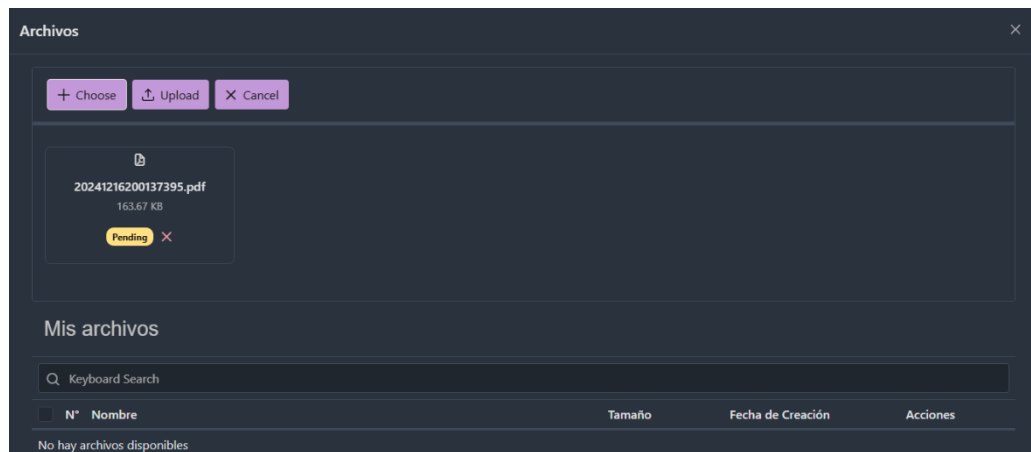 Archivos
Choose Upload Cancel
20241216200137395.pdf
163.67 KB
Pending
Mis archivos
Keyboard Search
N° Nombre Tamaño Fecha de Creación Acciones
No hay archivos disponibles